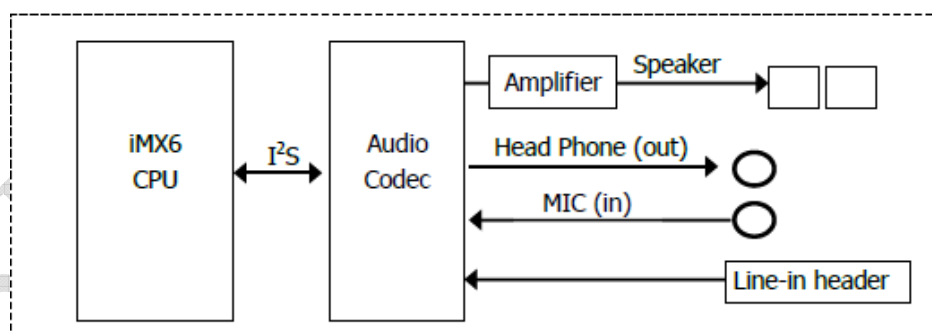 iMX6
CPU
I²S
Audio
Codec
Amplifier
Speaker
Head Phone (out)
MIC (in)
Line-in header